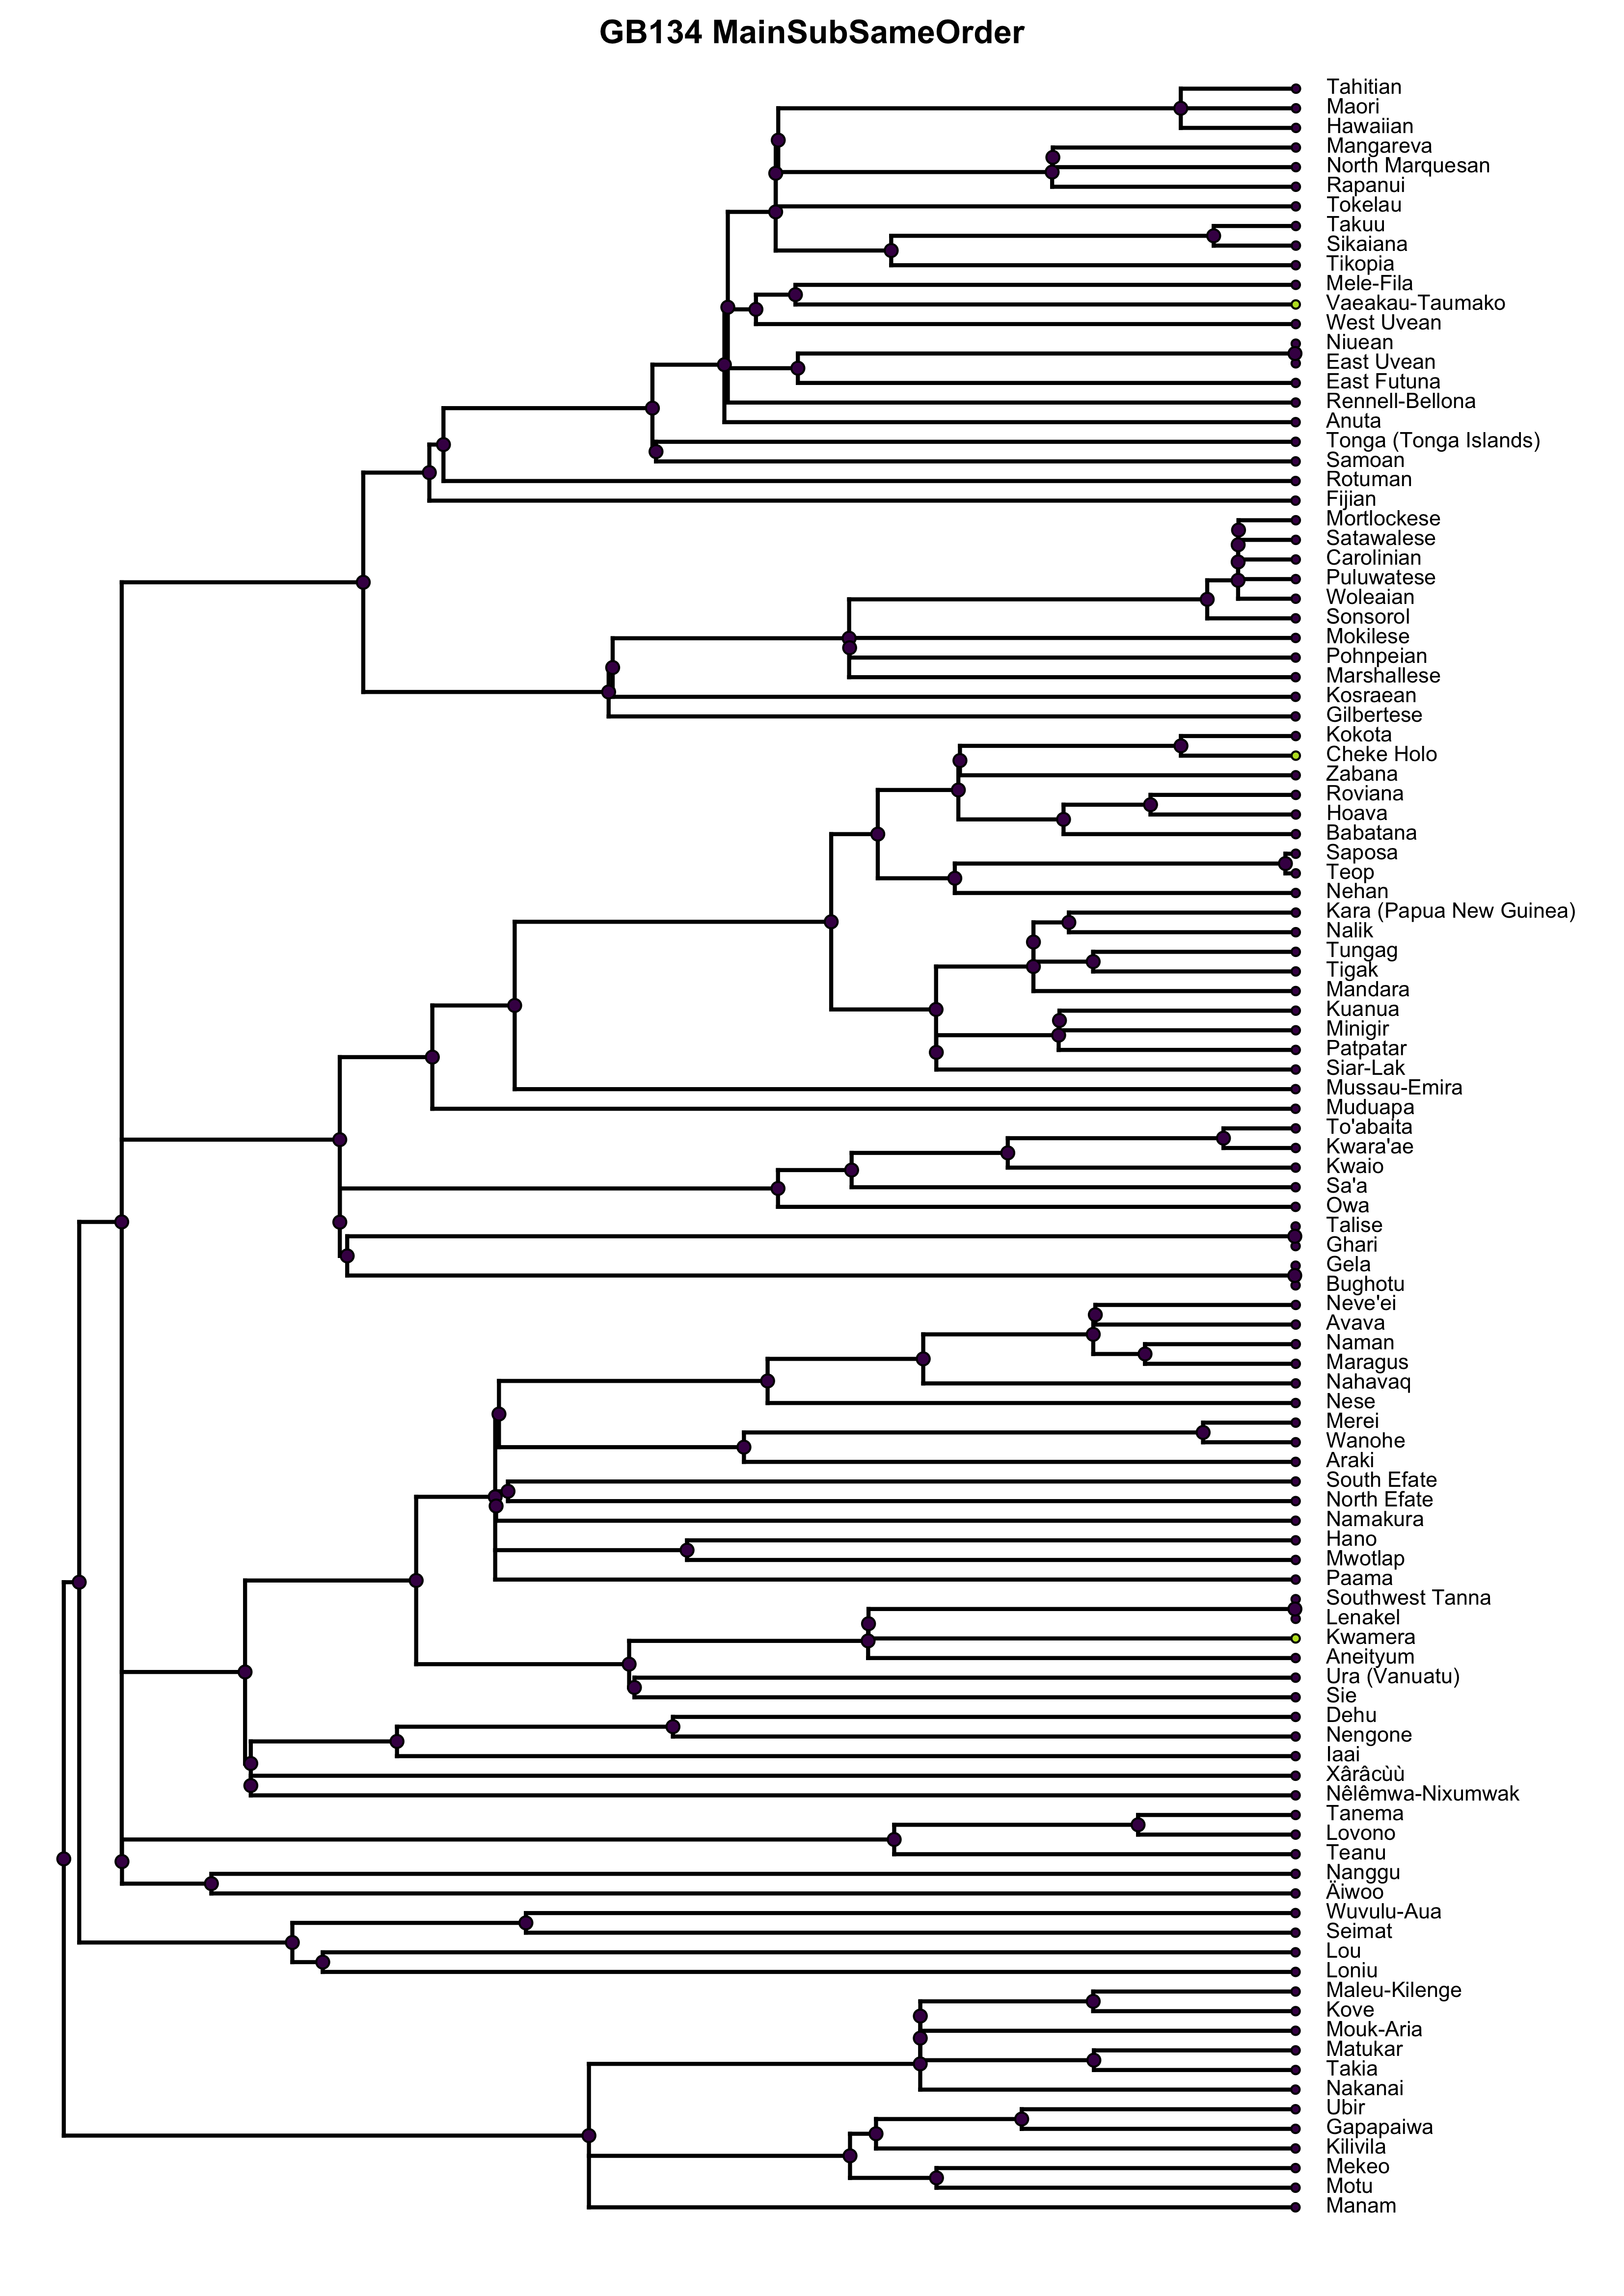 GB134 MainSubSameOrder
Tahitian
Maori
Hawaiian
Mangareva
North Marquesan
Rapanui
Tokelau
Takuu
Sikaiana
Tikopia
Mele-Fila
Vaeakau-Taumako
West Uvean
Niuean
East Uvean
East Futuna
Rennell-Bellona
Anuta
Tonga (Tonga Islands)
Samoan
Rotuman
Fijian
Mortlockese
Satawalese
Carolinian
Puluwatese
Woleaian
Sonsorol
Mokilese
Pohnpeian
Marshallese
Kosraean
Gilbertese
Kokota
Cheke Holo
Zabana
Roviana
Hoava
Babatana
Saposa
Teop
Nehan
Kara (Papua New Guinea)
Nalik
Tungag
Tigak
Mandara
Kuanua
Minigir
Patpatar
Siar-Lak
Mussau-Emira
Muduapa
To'abaita
Kwara'ae
Kwaio
Sa'a
Owa
Talise
Ghari
Gela
Bughotu
Neve'ei
Avava
Naman
Maragus
Nahavaq
Nese
Merei
Wanohe
Araki
South Efate
North Efate
Namakura
Hano
Mwotlap
Paama
Southwest Tanna
Lenakel
Kwamera
Aneityum
Ura (Vanuatu)
Sie
Dehu
Nengone
Iaai
Xârâcùù
Nêlêmwa-Nixumwak
Tanema
Lovono
Teanu
Nanggu
Äiwoo
Wuvulu-Aua
Seimat
Lou
Loniu
Maleu-Kilenge
Kove
Mouk-Aria
Matukar
Takia
Nakanai
Ubir
Gapapaiwa
Kilivila
Mekeo
Motu
Manam